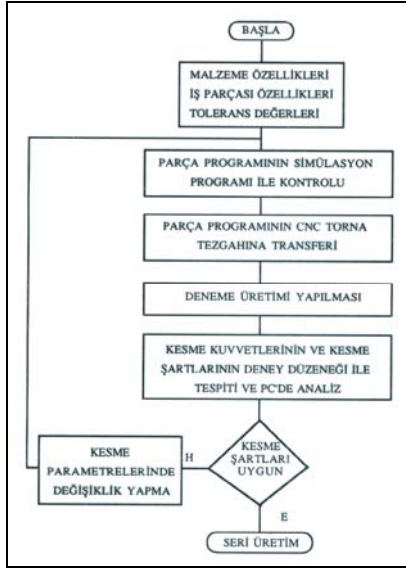 BAŞLA
MALZEME ÖZELLİKLERİ
İŞ PARÇASI ÖZELLİKLERİ
TOLERANS DEĞERLERİ
PARÇA PROGRAMININ SİMÜLASYON
PROGRAMI İLE KONTROLU
PARÇA PROGRAMININ CNC TORNA
TEZGAHINA TRANSFERİ
DENEME ÜRETİMİ YAPILMASI
KESME KUVVETLERİNİN VE KESME
ŞARTLARININ DENEY DÜZENEĞİ İLE
TESPİTİ VE PC'DE ANALİZ
KESME
ŞARTLARI
UYGUN
H
KESME
PARAMETRELERİNDE
DEĞİŞİKLİK YAPMA
E
SERİ ÜRETİM